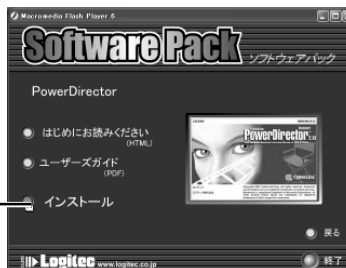 Macromedia Flash Player 6
Software Pack ソフトウェアパック
PowerDirector
はじめにお読みください
(HTML)
PowerDirector
ユーザーズガイド
(PDF)
インストール
CyberLink
戻る
Logitec www.logitec.co.jp
終了